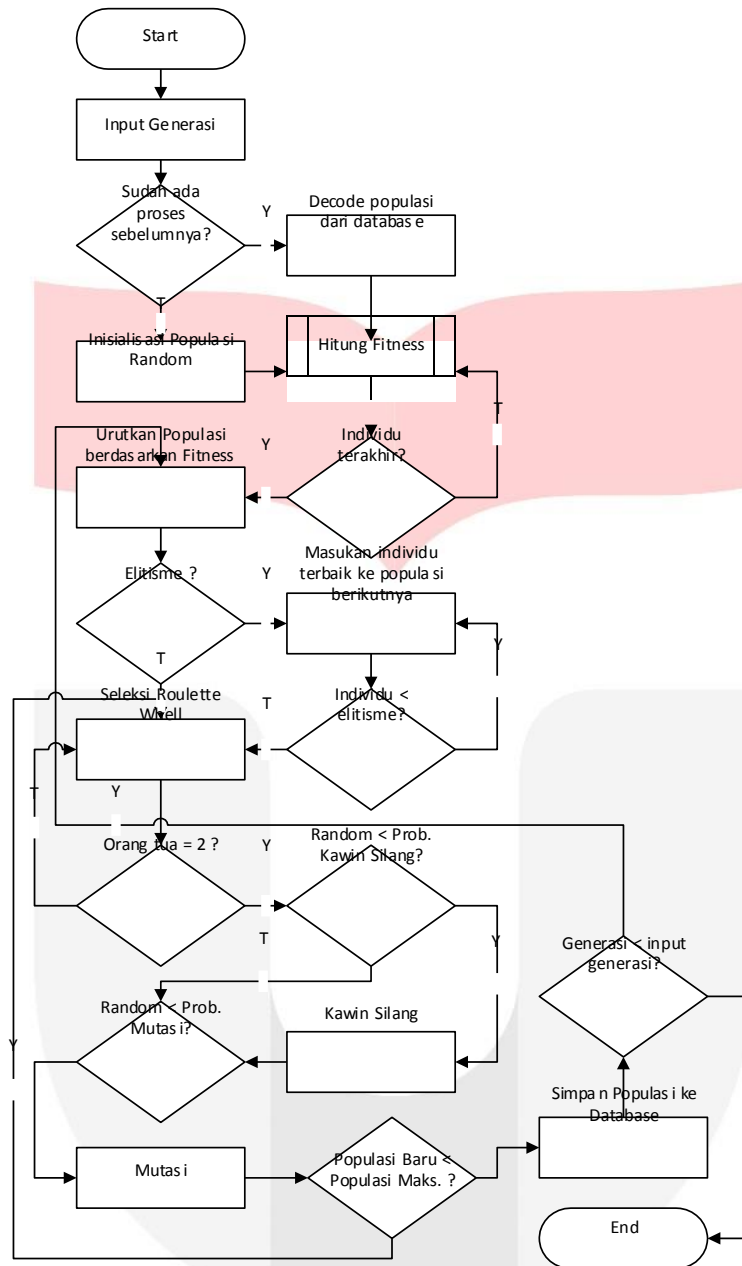 Start
Input Generasi
Sudah ada
proses
sebelumnya?
Y
Decode populasi
dari database
T
Inisialisasi Populasi
Random
Hitung Fitness
T
Urutkan Populasi
berdasarkan Fitness
Y
Individu
terakhir?
Elitisme ?
Y
Masukan individu
terbaik ke populasi
berikutnya
T
Y
Seleksi Roulette
Whell
T
Individu <
elitisme?
T
Y
Orang tua = 2 ?
Y
Random < Prob.
Kawin Silang?
T
Y
Generasi < input
generasi?
Random < Prob.
Mutasi?
Kawin Silang
Y
Simpan Populasi ke
Database
Mutasi
Populasi Baru <
Populasi Maks. ?
End